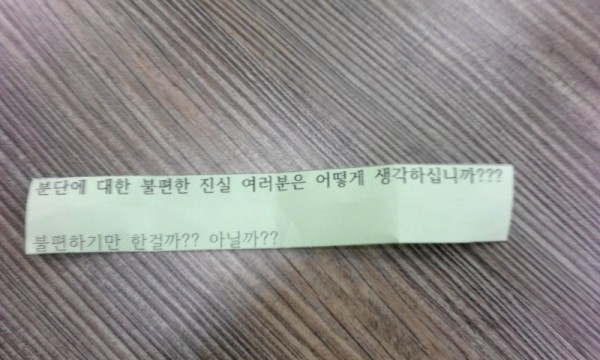 분단에 대한 불편한 진실 여러분은 어떻게 생각하십니까???
불편하기만 한걸까?? 아닐까??